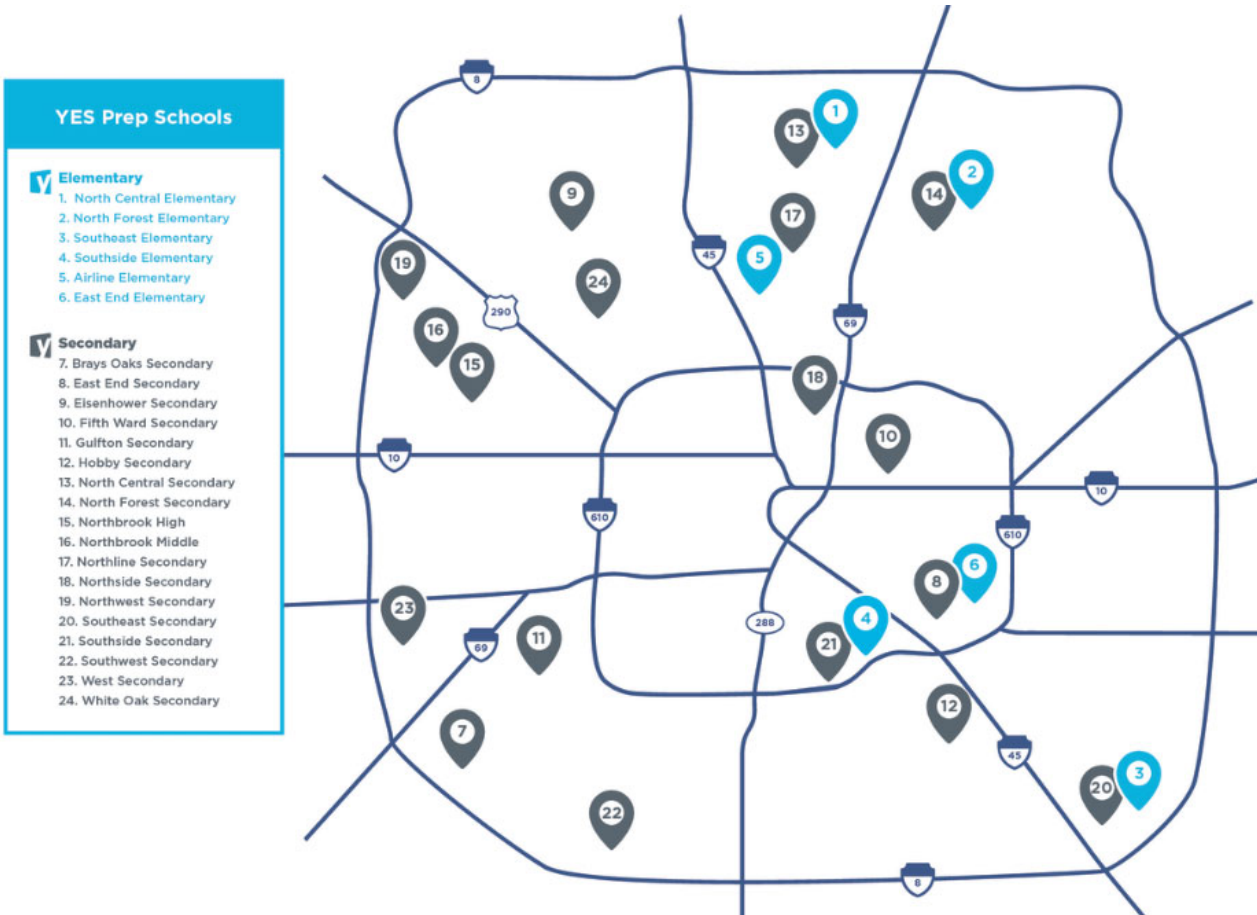 YES Prep Schools
Elementary
1. North Central Elementary
2. North Forest Elementary
3. Southeast Elementary
4. Southside Elementary
5. Airline Elementary
6. East End Elementary
Secondary
7. Brays Oaks Secondary
8. East End Secondary
9. Eisenhower Secondary
10. Fifth Ward Secondary
11. Gulfton Secondary
12. Hobby Secondary
13. North Central Secondary
14. North Forest Secondary
15. Northbrook High
16. Northbrook Middle
17. Northline Secondary
18. Northside Secondary
19. Northwest Secondary
20. Southeast Secondary
21. Southside Secondary
22. Southwest Secondary
23. West Secondary
24. White Oak Secondary
8
1
13
2
14
9
17
45
5
19
24
290
69
16
15
18
10
10
10
610
610
6
8
23
288
4
11
69
21
12
7
45
3
20
22
8